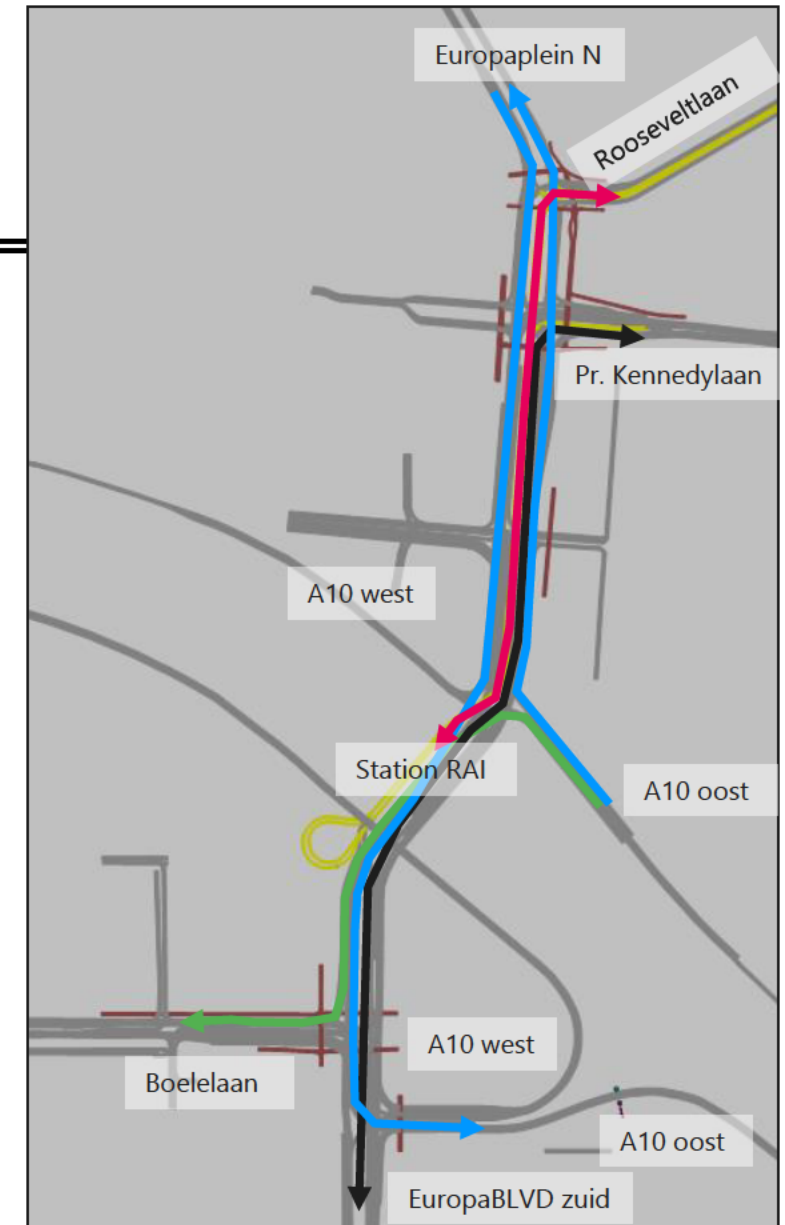 Europaplein N
Rooseveltlaan
Pr. Kennedylaan
A10 west
Station RAI
A10 oost
A10 west
Boelelaan
A10 oost
EuropaBLVD zuid